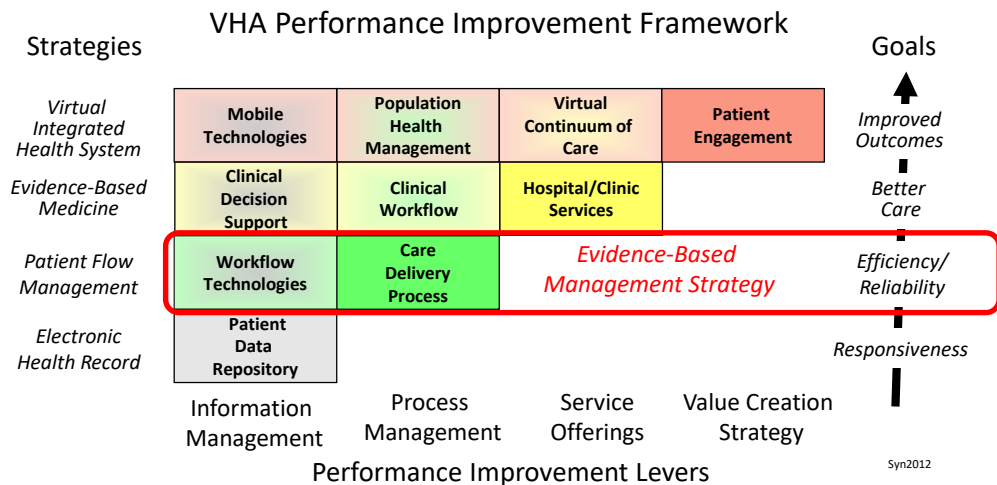 VHA Performance Improvement Framework
Strategies
Goals
Virtual
Integrated
Health System
Mobile
Technologies
Population
Health
Management
Virtual
Continuum of
Care
Patient
Engagement
Improved
Outcomes
Evidence-Based
Medicine
Clinical
Decision
Support
Clinical
Workflow
Hospital/Clinic
Services
Better
Care
Patient Flow
Management
Workflow
Technologies
Care
Delivery
Process
Evidence-Based
Management Strategy
Efficiency/
Reliability
Electronic
Health Record
Patient
Data
Repository
Responsiveness
Information
Management
Process
Management
Service
Offerings
Value Creation
Strategy
Performance Improvement Levers
Syn2012